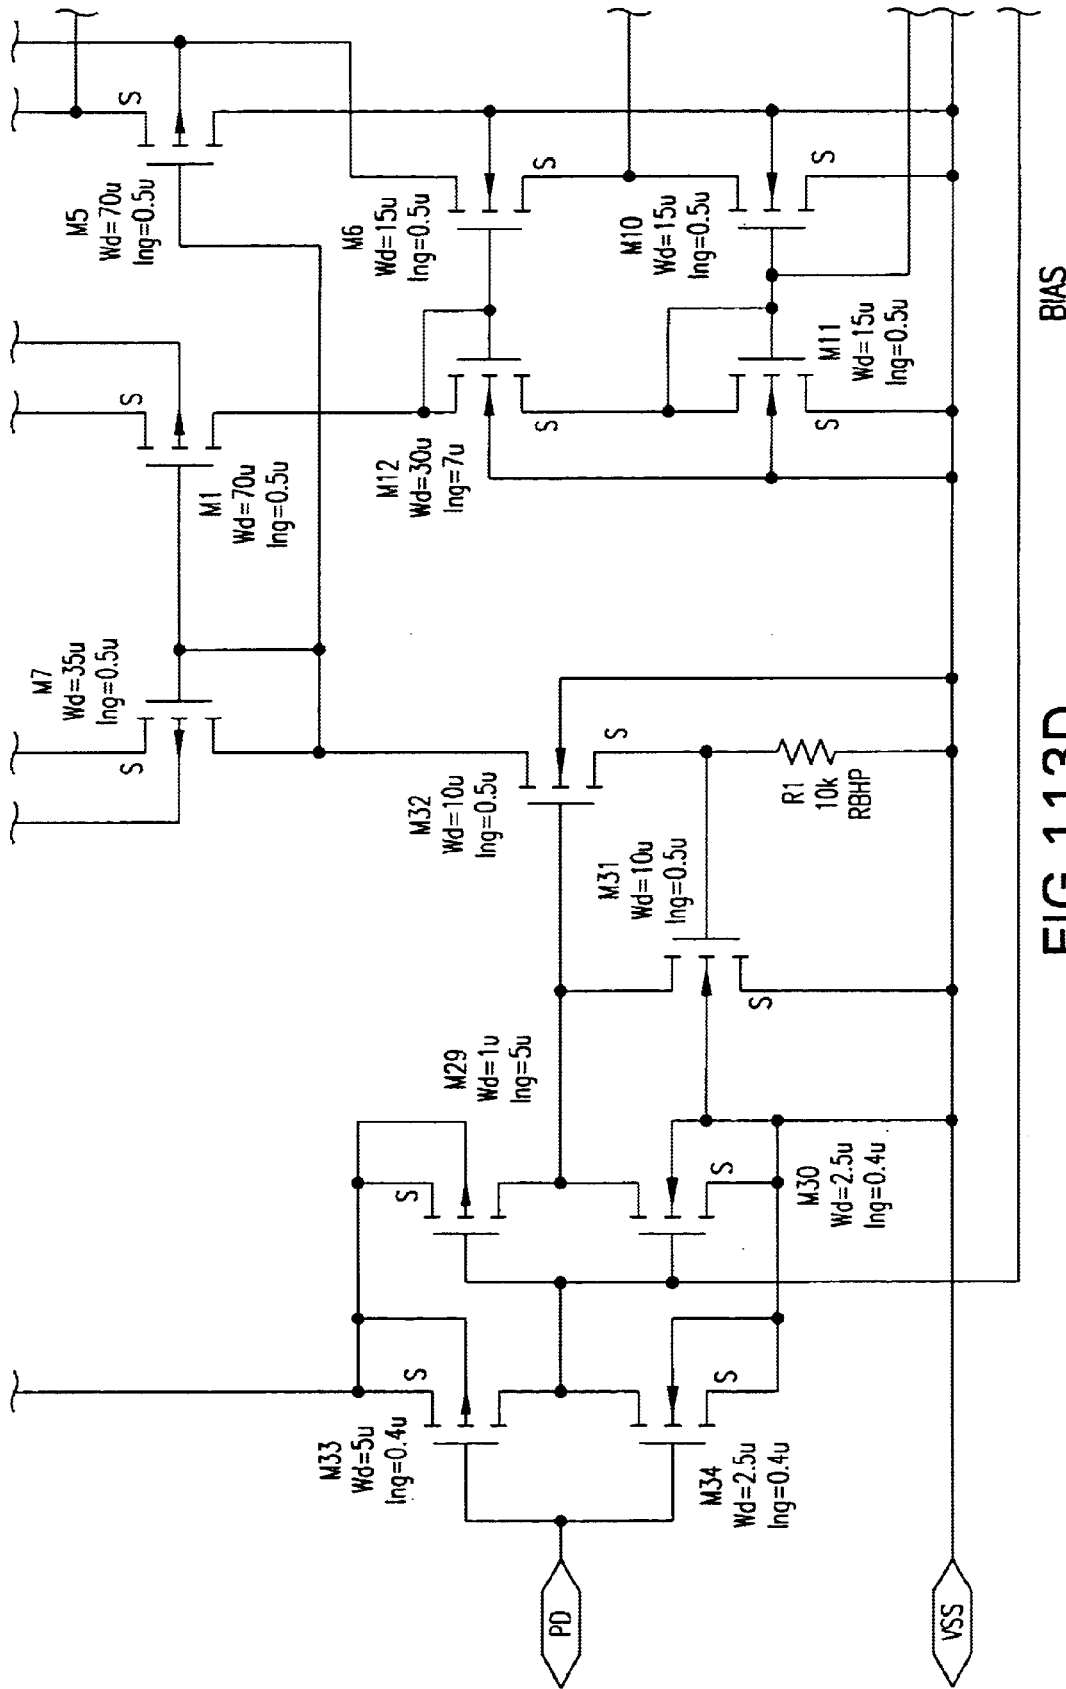 M5
Wd=70u
lng=0.5u
S
M6
Wd=15u
lng=0.5u
S
M10
Wd=15u
lng=0.5u
S
M1
Wd=70u
lng=0.5u
S
M12
Wd=30u
lng=7u
S
M11
Wd=15u
lng=0.5u
S
M7
Wd=35u
lng=0.5u
S
M32
Wd=10u
lng=0.5u
S
R1
10k
RBHP
M31
Wd=10u
lng=0.5u
S
M29
Wd=1u
lng=5u
S
M30
Wd=2.5u
lng=0.4u
S
M33
Wd=5u
lng=0.4u
S
M34
Wd=2.5u
lng=0.4u
S
PD
VSS
BIAS
FIG.113D